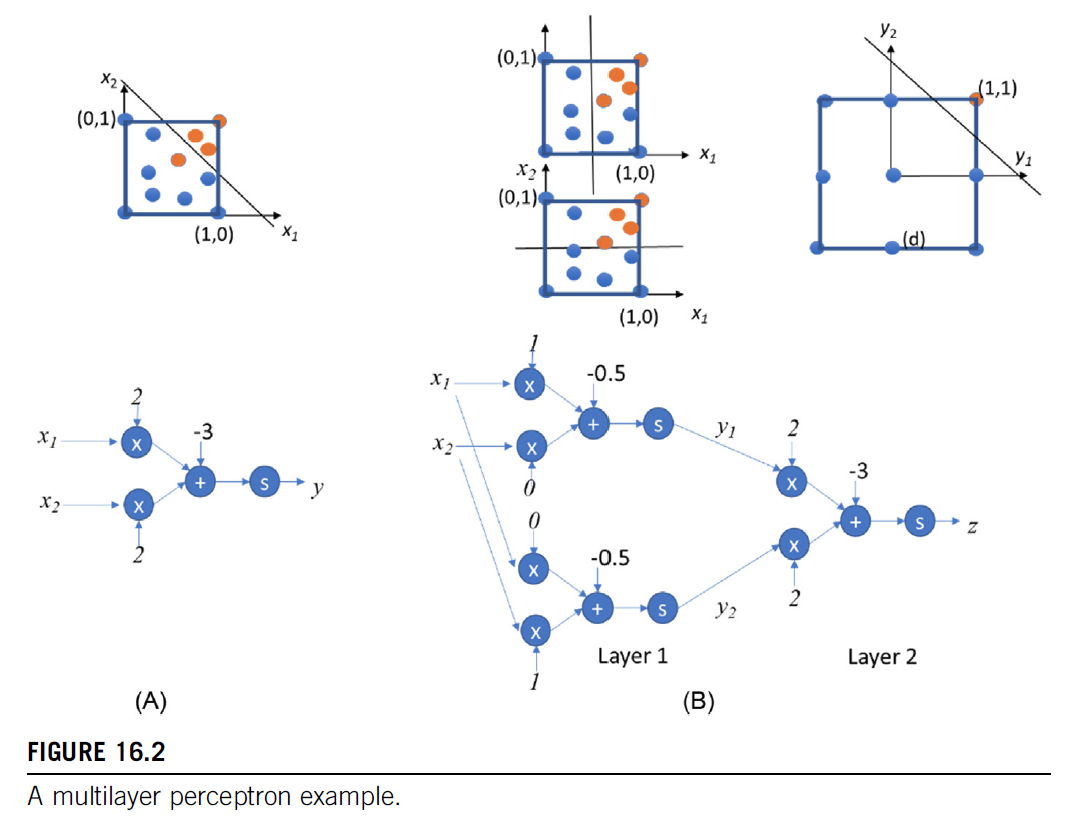 x2
(0,1)
(1,0)
x1
2
-3
x1
x
+
s
y
x2
x
2
(A)
(0,1)
x1
x2
(1,0)
(0,1)
(1,0)
x1
y2
(1,1)
y1
(d)
1
x1
x
-0.5
+
s
y1
x2
x
0
0
x
-0.5
+
s
y2
x
1
Layer 1
2
x
-3
+
s
z
x
2
Layer 2
(B)
FIGURE 16.2
A multilayer perceptron example.